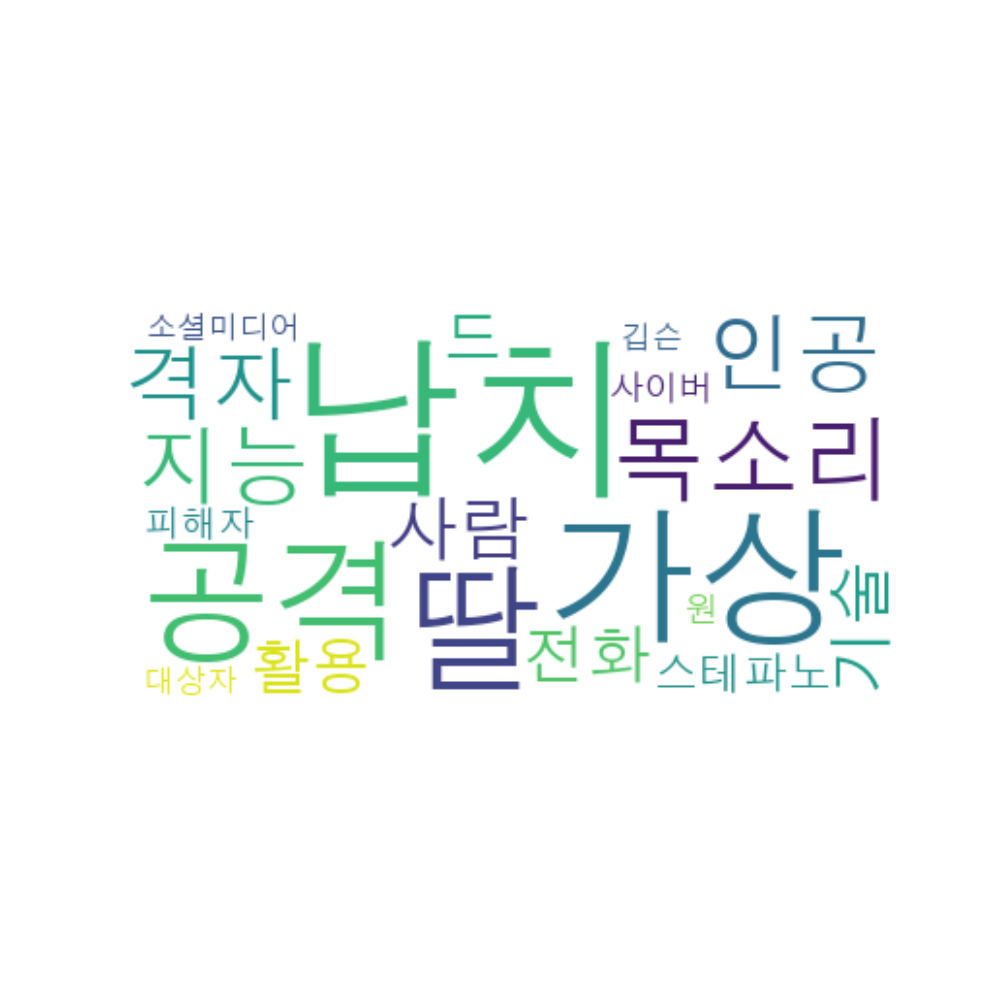 소셜미디어
드
깁슨
인공
격자
납치
사이버
지능
목소리
피해자
사람
공격
딸
가상
기술
원
대상자
활용
전화
스테파노